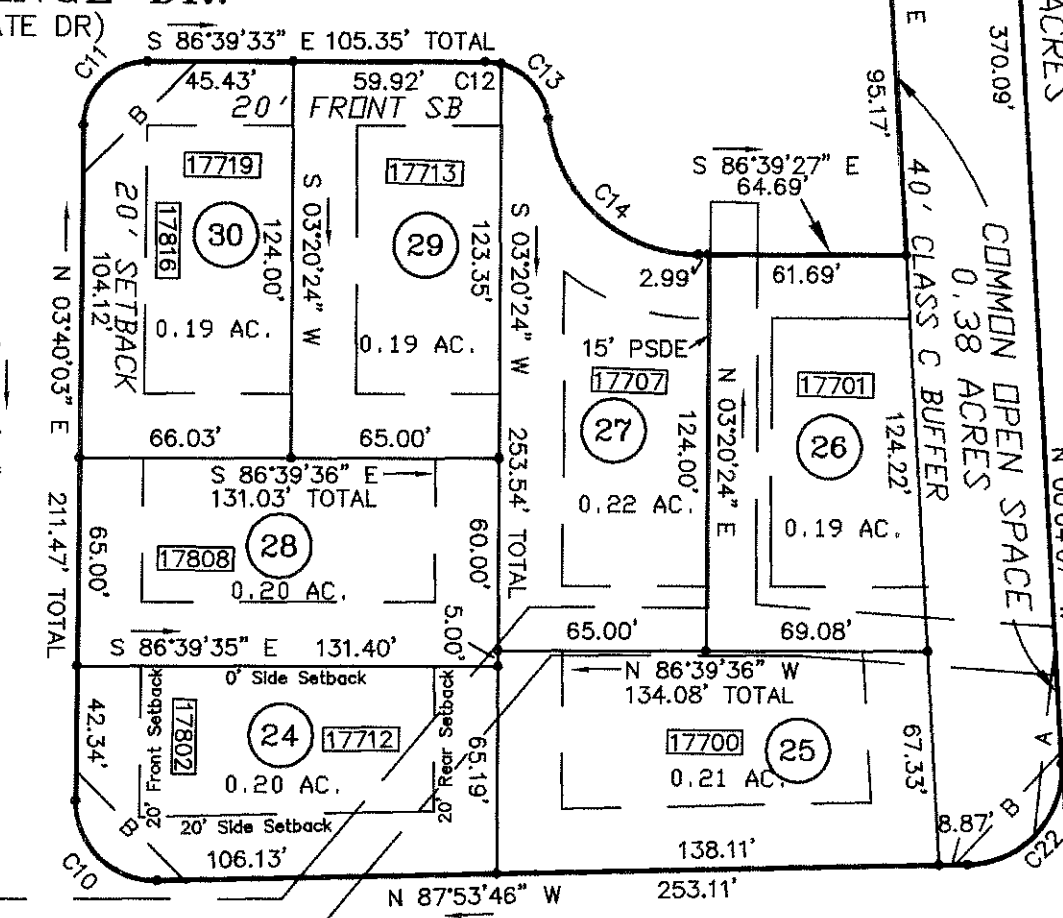 ATE DR)
S 86°39'33" E 105.35' TOTAL
C11
45.43'
59.92'
C12
C13
20' FRONT SB
B
17719
17713
20' SETBACK
17816
30
29
124.00'
S 03°20'24" W
123.35'
S 03°20'24" W
N 03°40'03" E
104.12'
0.19 AC.
0.19 AC.
C14
S 86°39'27" E
64.69'
2.99'
61.69'
95.17'
E
370.09'
ACRES
40' CLASS C BUFFER
COMMON OPEN SPACE
0.38 ACRES
15' PSDE
17707
17701
27
26
124.00'
N 03°20'24" E
124.22'
0.22 AC.
0.19 AC.
66.03'
65.00'
S 86°39'36" E
131.03' TOTAL
253.54' TOTAL
211.47' TOTAL
65.00'
28
17808
0.20 AC.
60.00'
5.00'
65.00'
69.08'
S 86°39'35" E 131.40'
0' Side Setback
N 86°39'36" W
134.08' TOTAL
42.34'
20' Front Setback
17802
24
17712
0.20 AC.
20' Rear Setback
65.19'
17700
25
0.21 AC.
67.33'
A
B
20' Side Setback
B
106.13'
C10
138.11'
8.87'
C22
N 87°53'46" W
253.11'